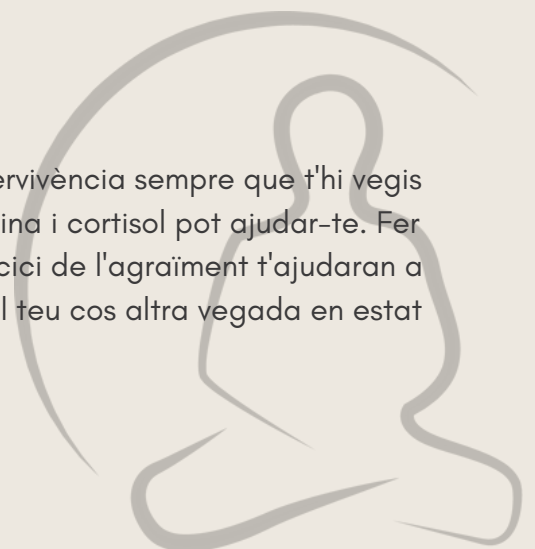 ervivència sempre que t'hi vegis
ina i cortisol pot ajudar-te. Fer
cici de l'agraïment t'ajudaran a
l teu cos altra vegada en estat